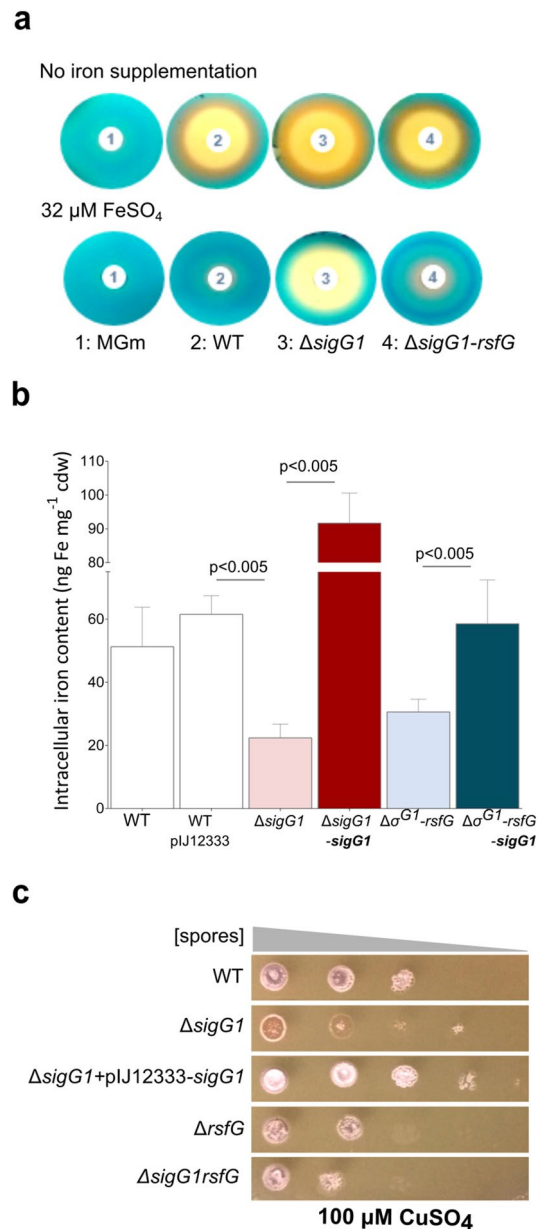 a
No iron supplementation
1 2 3 4
32 µM FeSO₄
1 2 3 4
1: MGm 2: WT 3: ΔsigG1 4: ΔsigG1-rsfG
b
Intracellular iron content (ng Fe mg⁻¹ cdw)
110
100
90
80
60
40
20
0
p<0.005
p<0.005
p<0.005
WT WT ΔsigG1 ΔsigG1 Δσᴳ¹-rsfG Δσᴳ¹-rsfG
pIJ12333 -sigG1 -sigG1
c
[spores]
WT
ΔsigG1
ΔsigG1+pIJ12333-sigG1
ΔrsfG
ΔsigG1rsfG
100 µM CuSO₄